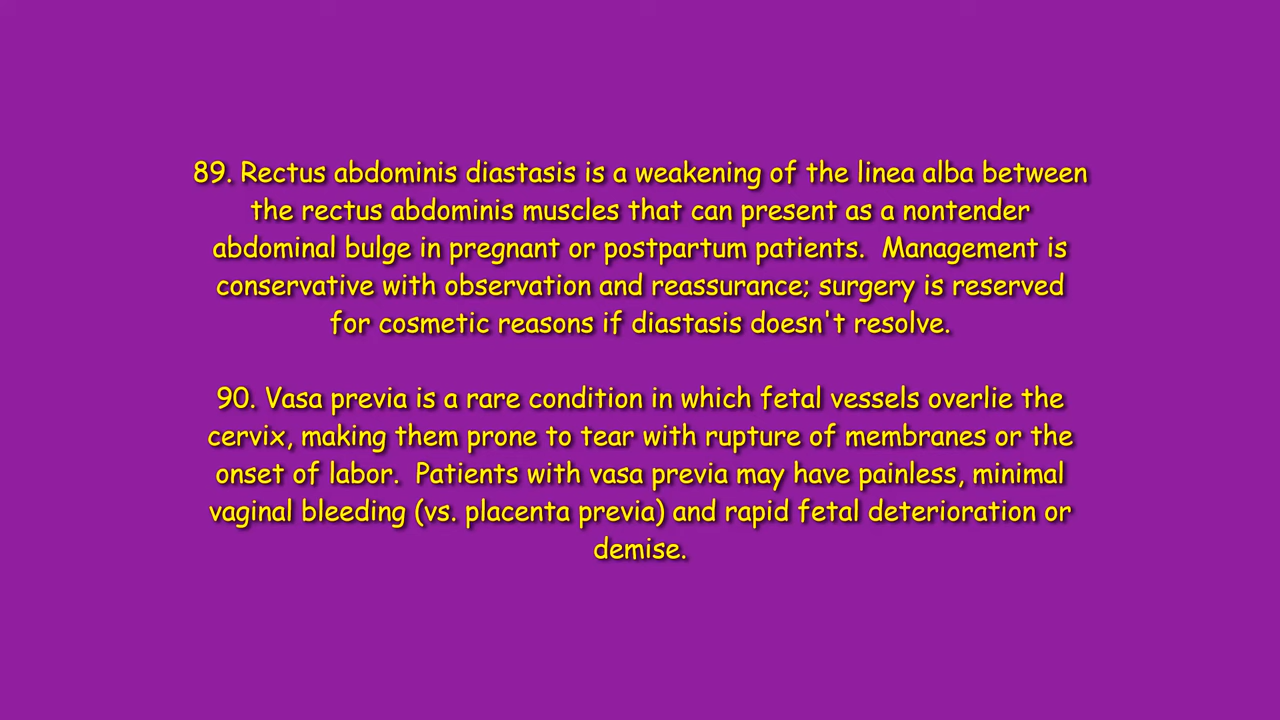 89. Rectus abdominis diastasis is a weakening of the linea alba between
the rectus abdominis muscles that can present as a nontender
abdominal bulge in pregnant or postpartum patients.  Management is
conservative with observation and reassurance; surgery is reserved
for cosmetic reasons if diastasis doesn't resolve.
90. Vasa previa is a rare condition in which fetal vessels overlie the
cervix, making them prone to tear with rupture of membranes or the
onset of labor.  Patients with vasa previa may have painless, minimal
vaginal bleeding (vs. placenta previa) and rapid fetal deterioration or
demise.